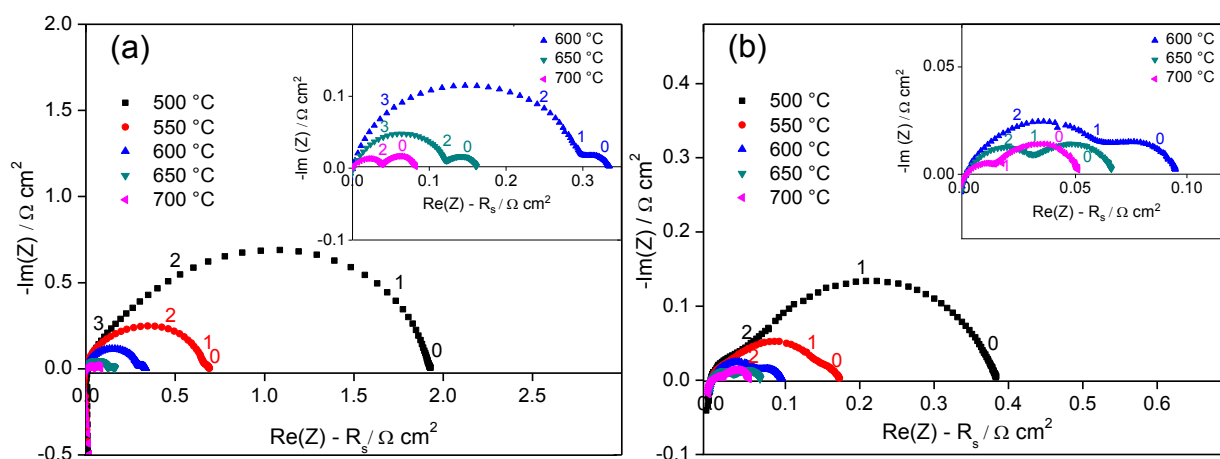 (a)
2.0
1.5
1.0
0.5
0.0
-0.5
-Im(Z) / Ω cm²
500 °C
550 °C
600 °C
650 °C
700 °C
3
2
1
0
2
1
0
0.0
0.5
1.0
1.5
2.0
2.5
Re(Z) - Rₛ / Ω cm²
600 °C
650 °C
700 °C
0.1
0.0
-0.1
-Im (Z) / Ω cm²
3
2
1
0
3
2
0
2
0
0.0
0.1
0.2
0.3
Re(Z) - Rₛ / Ω cm²
(b)
0.4
0.3
0.2
0.1
0.0
-0.1
-Im(Z) / Ω cm²
500 °C
550 °C
600 °C
650 °C
700 °C
2
1
0
2
1
0
0.0
0.1
0.2
0.3
0.4
0.5
0.6
Re(Z) - Rₛ / Ω cm²
600 °C
650 °C
700 °C
0.05
0.00
-Im (Z) / Ω cm²
2
1
0
2
1
0
1
0
0.00
0.05
0.10
Re(Z) - Rₛ / Ω cm²